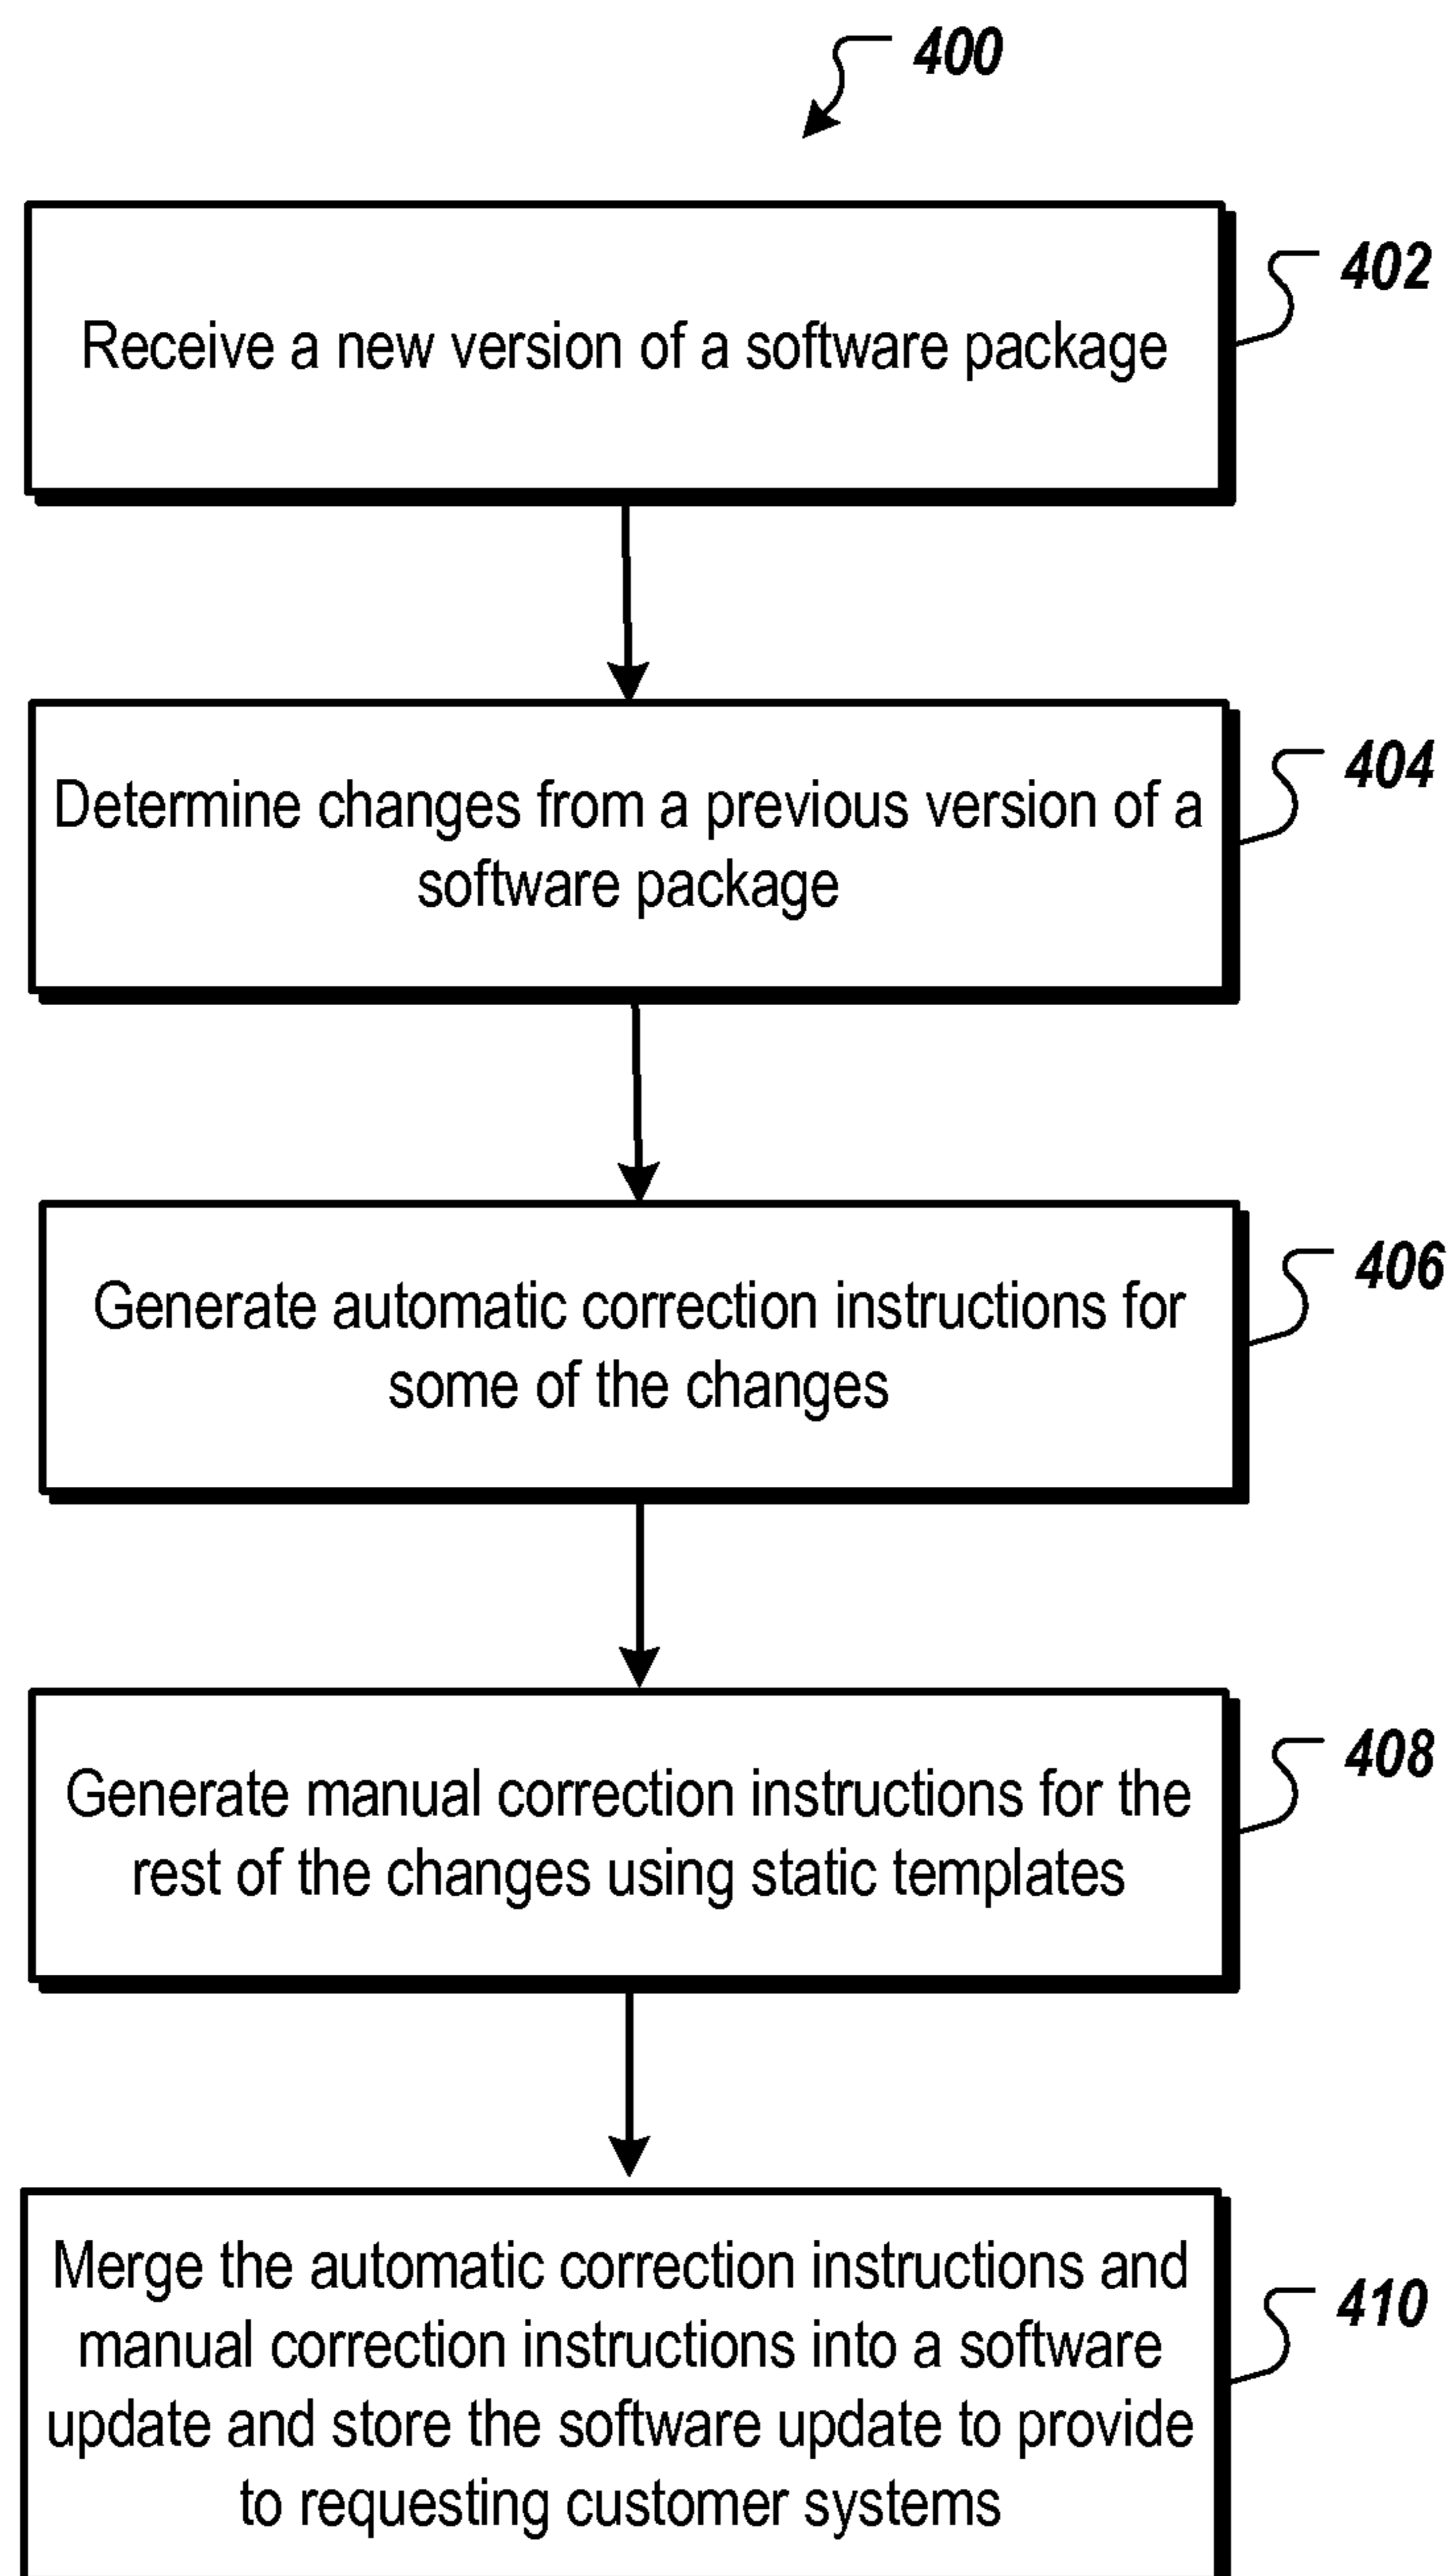 400
Receive a new version of a software package
402
Determine changes from a previous version of a
software package
404
Generate automatic correction instructions for
some of the changes
406
Generate manual correction instructions for the
rest of the changes using static templates
408
Merge the automatic correction instructions and
manual correction instructions into a software
update and store the software update to provide
to requesting customer systems
410